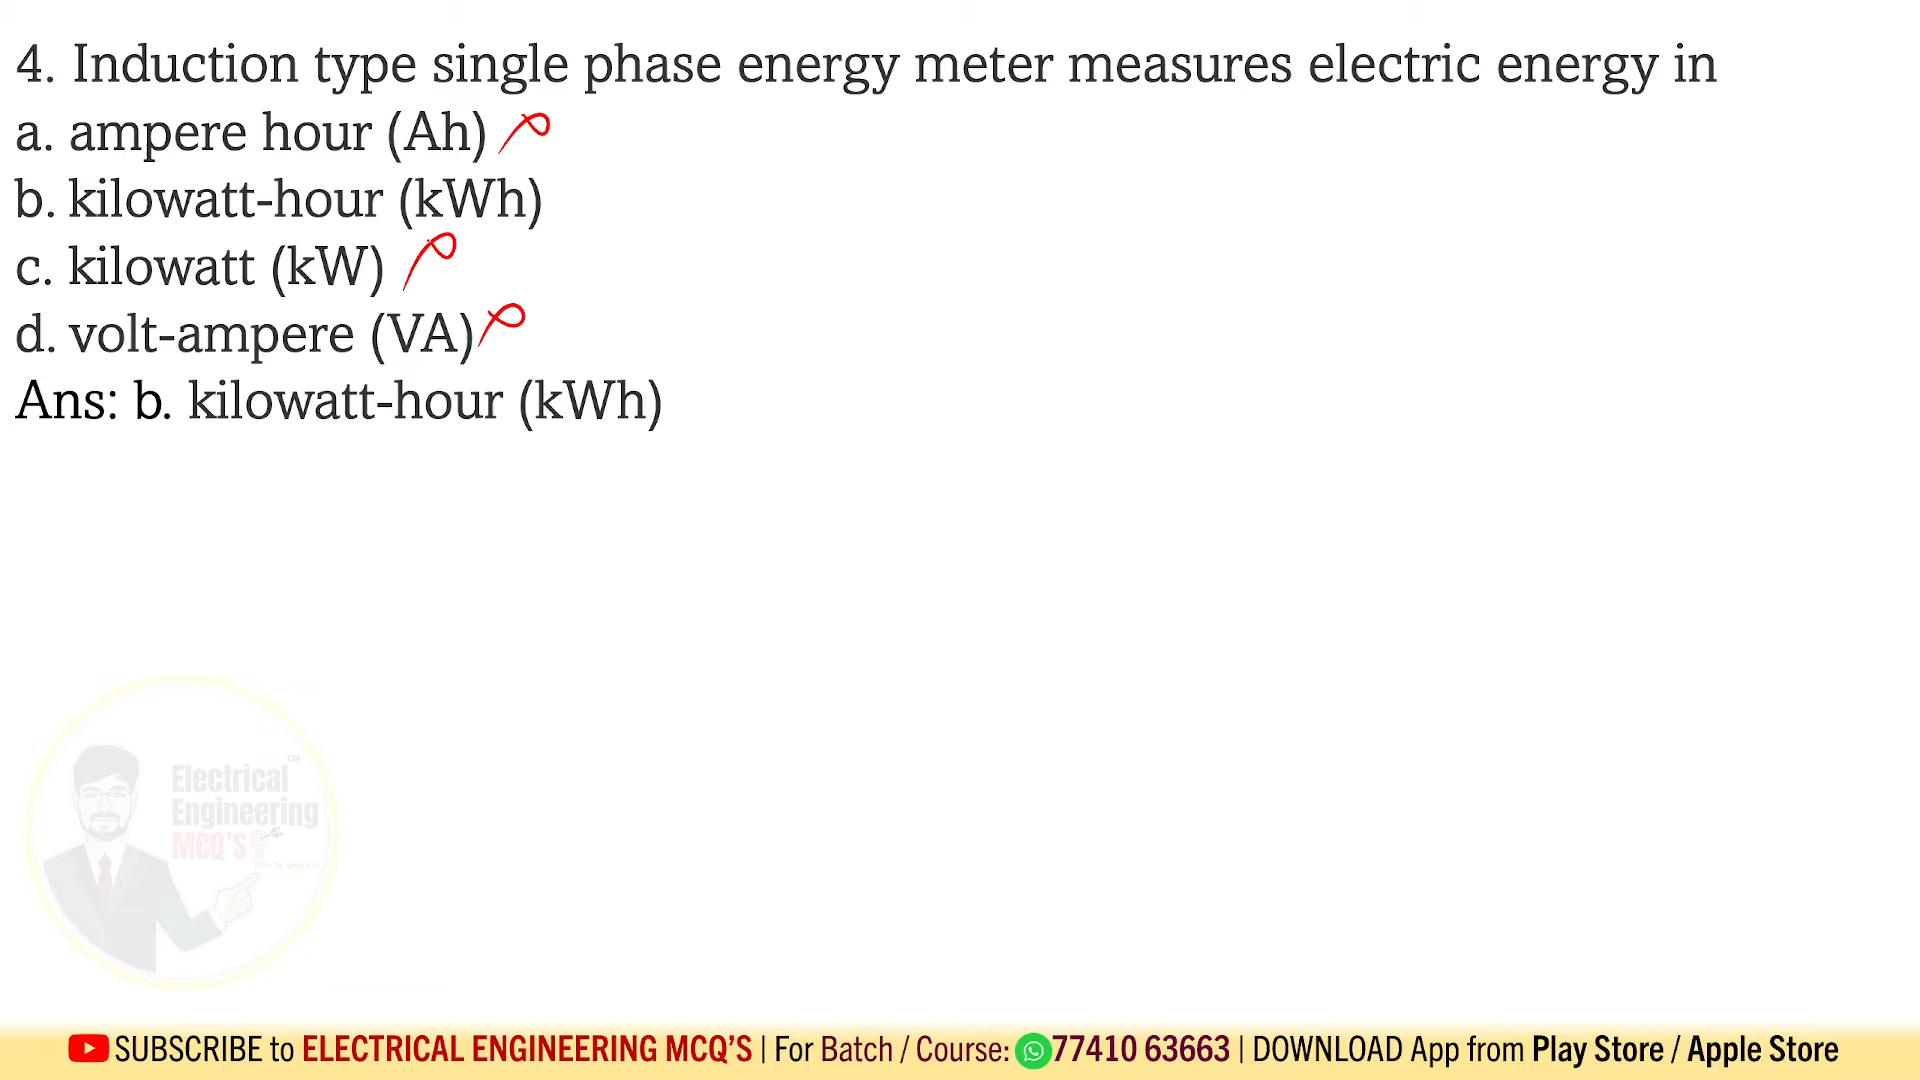 4. Induction type single phase energy meter measures electric energy in
a. ampere hour (Ah)
b. kilowatt-hour (kWh)
c. kilowatt (kW)
d. volt-ampere (VA)
Ans: b. kilowatt-hour (kWh)
Electrical™
Engineering
MCQ'S
SUBSCRIBE to ELECTRICAL ENGINEERING MCQ'S | For Batch / Course: 77410 63663 | DOWNLOAD App from Play Store / Apple Store